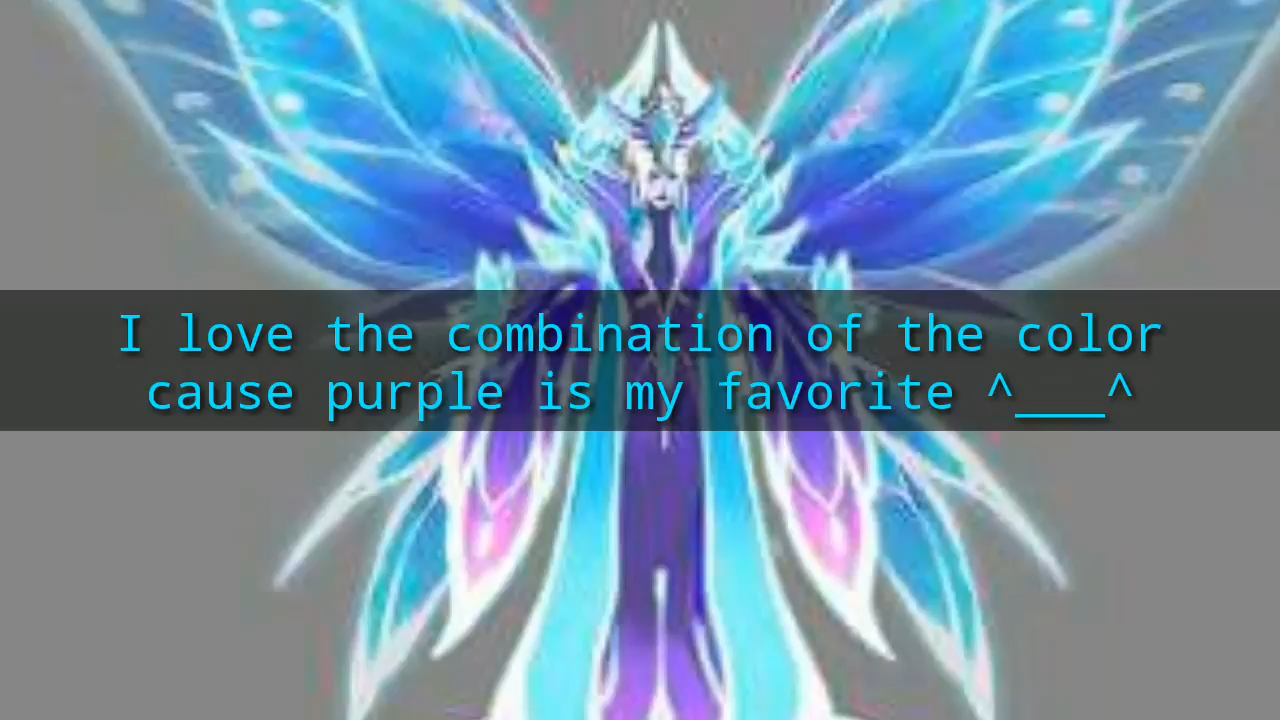 I love the combination of the color
cause purple is my favorite ^___^